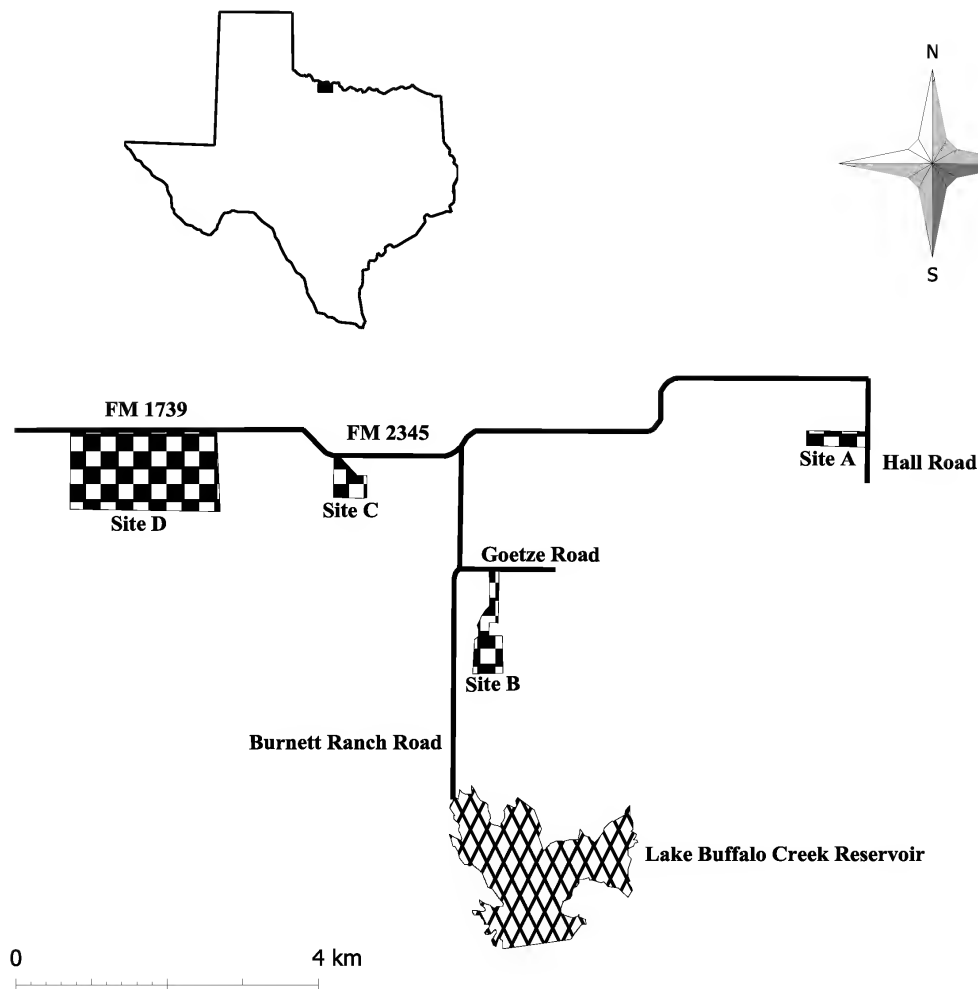 N
S
FM 1739
FM 2345
Site A
Hall Road
Site D
Site C
Goetze Road
Site B
Burnett Ranch Road
Lake Buffalo Creek Reservoir
0
4 km